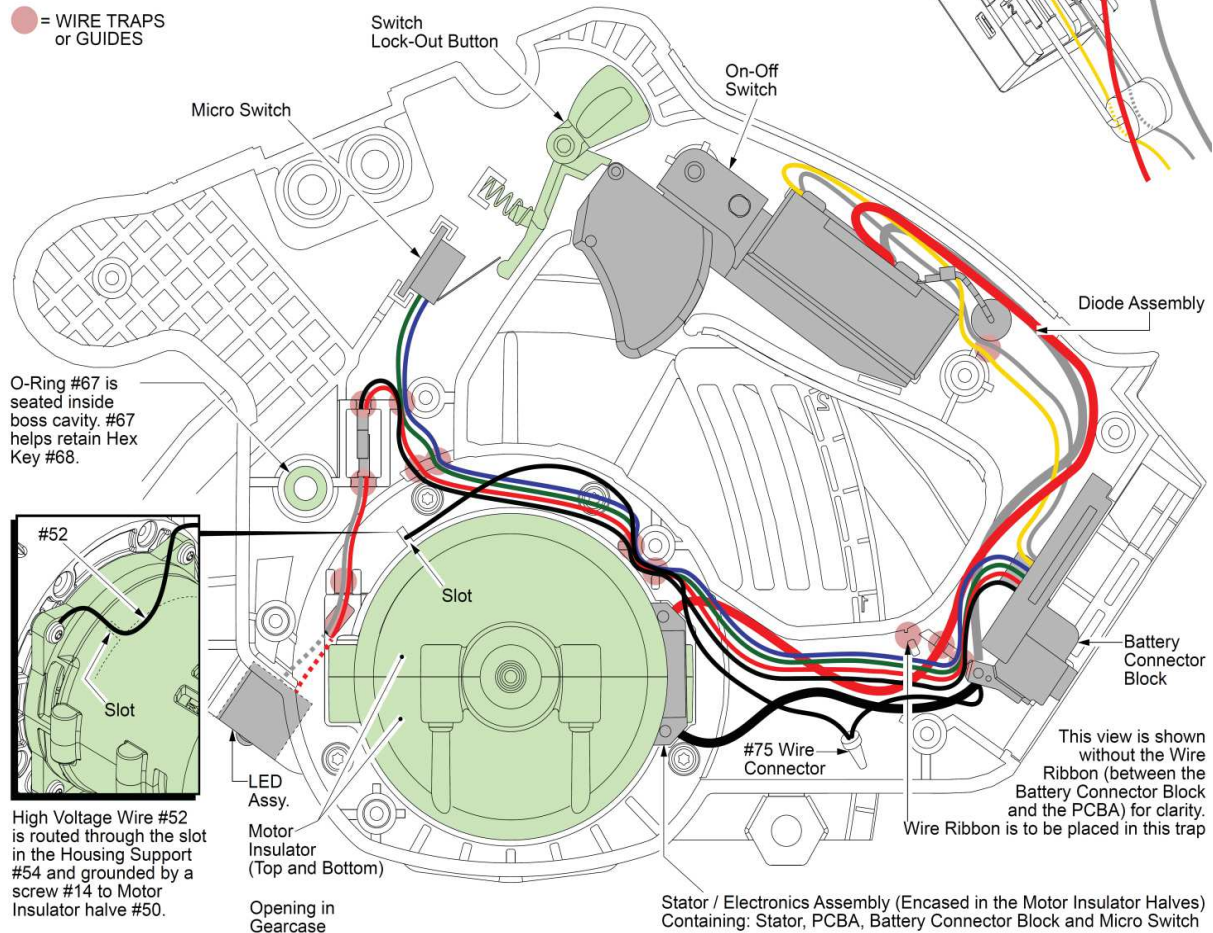 = WIRE TRAPS
or GUIDES
Switch
Lock-Out Button
On-Off
Switch
Micro Switch
Diode Assembly
O-Ring #67 is
seated inside
boss cavity. #67
helps retain Hex
Key #68.
#52
Slot
Slot
Battery
Connector
Block
#75 Wire
Connector
This view is shown
without the Wire
Ribbon (between the
Battery Connector Block
and the PCBA) for clarity.
Wire Ribbon is to be placed in this trap
LED
Assy.
High Voltage Wire #52
is routed through the slot
in the Housing Support
#54 and grounded by a
screw #14 to Motor
Insulator halve #50.
Motor
Insulator
(Top and Bottom)
Opening in
Gearcase
Stator / Electronics Assembly (Encased in the Motor Insulator Halves)
Containing: Stator, PCBA, Battery Connector Block and Micro Switch